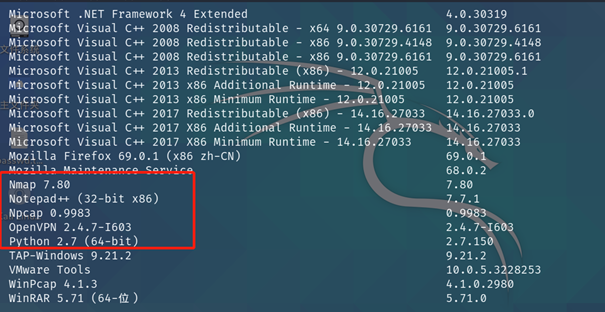 Microsoft .NET Framework 4 Extended 4.0.30319
Microsoft Visual C++ 2008 Redistributable - x64 9.0.30729.6161 9.0.30729.6161
Microsoft Visual C++ 2008 Redistributable - x86 9.0.30729.4148 9.0.30729.4148
Microsoft Visual C++ 2008 Redistributable - x86 9.0.30729.6161 9.0.30729.6161
Microsoft Visual C++ 2013 Redistributable (x86) - 12.0.21005 12.0.21005.1
Microsoft Visual C++ 2013 x86 Additional Runtime - 12.0.21005 12.0.21005
Microsoft Visual C++ 2013 x86 Minimum Runtime - 12.0.21005 12.0.21005
Microsoft Visual C++ 2017 Redistributable (x86) - 14.16.27033 14.16.27033.0
Microsoft Visual C++ 2017 X86 Additional Runtime - 14.16.27033 14.16.27033
Microsoft Visual C++ 2017 X86 Minimum Runtime - 14.16.27033 14.16.27033
Mozilla Firefox 69.0.1 (x86 zh-CN) 69.0.1
Mozilla Maintenance Service 68.0.2
Nmap 7.80 7.80
Notepad++ (32-bit x86) 7.7.1
Npcap 0.9983 0.9983
OpenVPN 2.4.7-I603 2.4.7-I603
Python 2.7 (64-bit) 2.7.150
TAP-Windows 9.21.2 9.21.2
VMware Tools 10.0.5.3228253
WinPcap 4.1.3 4.1.0.2980
WinRAR 5.71 (64-位) 5.71.0